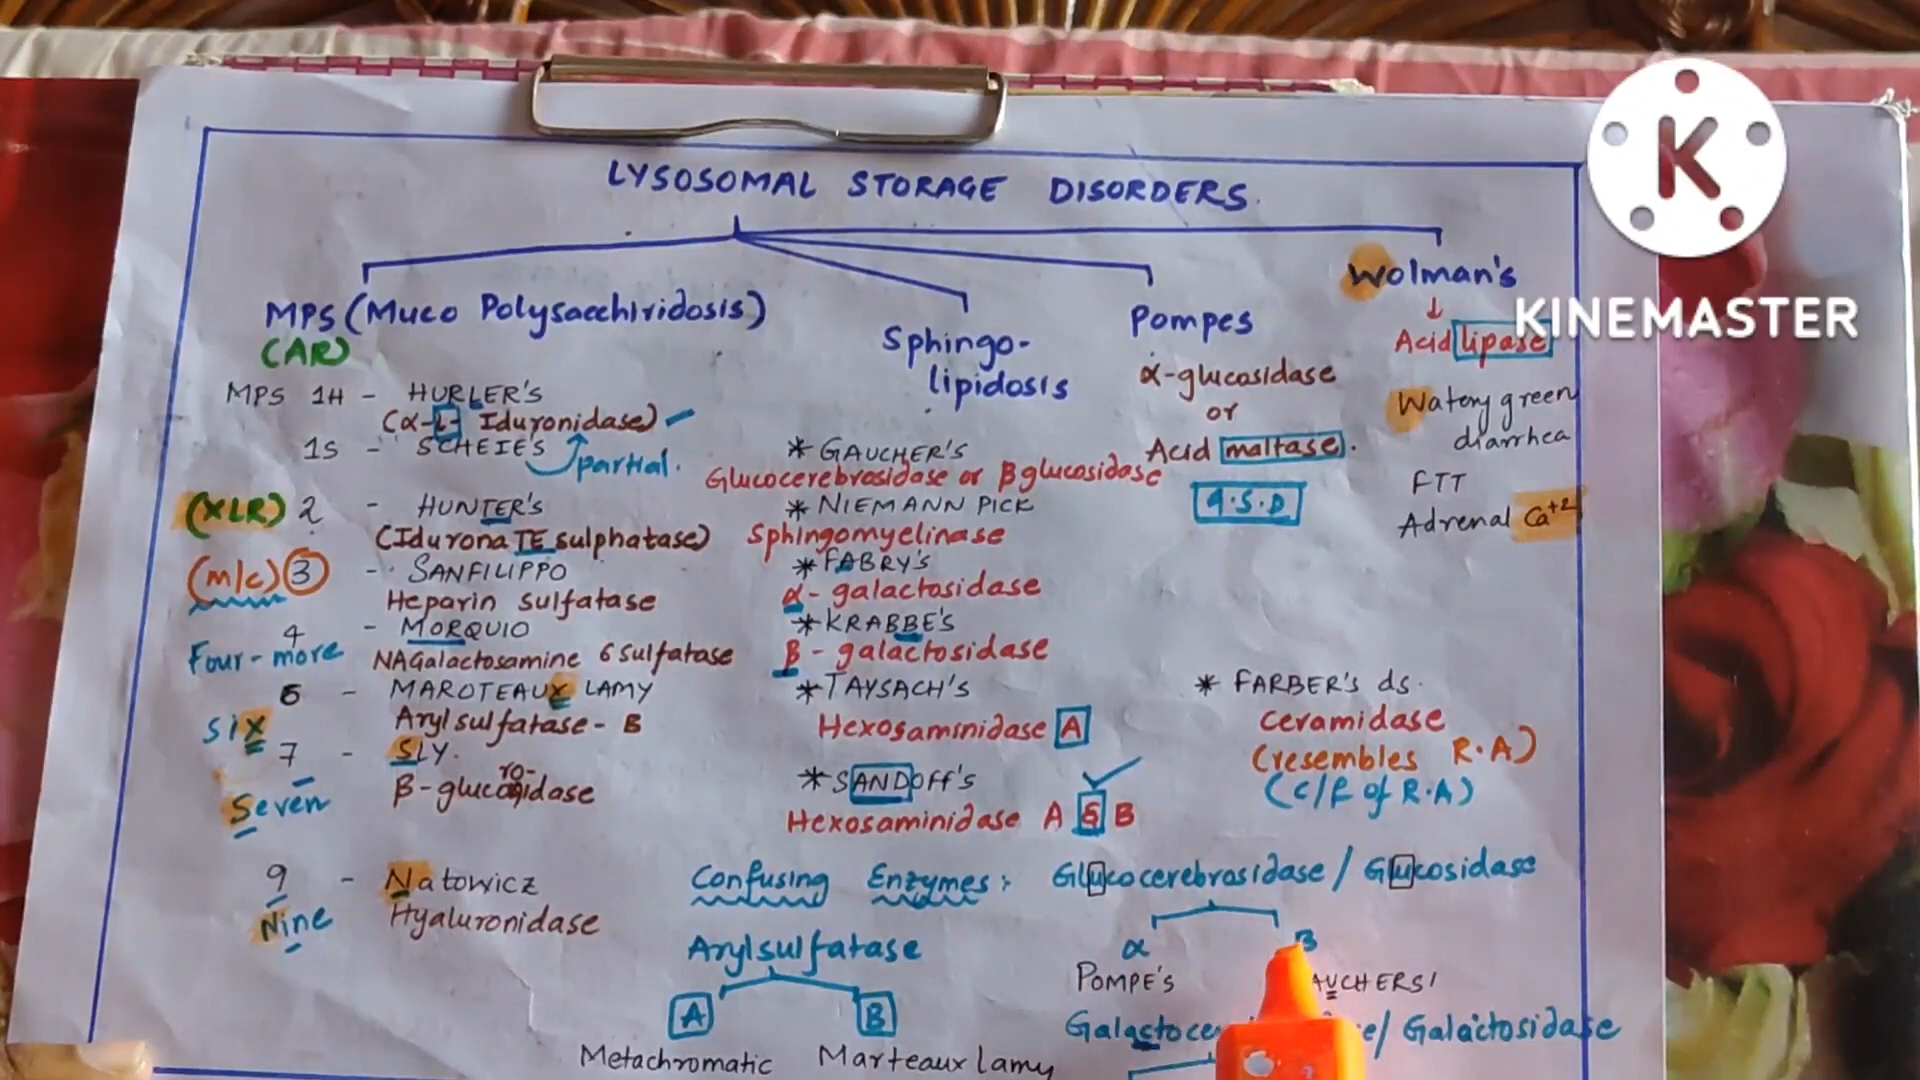 LYSOSOMAL STORAGE DISORDERS.
MPS (Muco Polysacchiridosis)
(AR)
MPS 1H - HURLER'S
(α-L- Iduronidase)
1S - SCHEIE'S
partial.
(XLR) 2 - HUNTER'S
(IduronaTE sulphatase)
(m/c) 3 - SANFILIPPO
Heparin sulfatase
4 - MORQUIO
Four-more
NAGalactosamine 6 sulfatase
6 - MAROTEAUX LAMY
Six
Arylsulfatase - B
7 - SLY.
Seven
β-glucoronidase
9 - Natowicz
Nine
Hyaluronidase
Sphingo-
lipidosis
* GAUCHER'S
Glucocerebrosidase or β glucosidase
* NIEMANN PICK
Sphingomyelinase
* FABRY'S
α- galactosidase
* KRABBE'S
β - galactosidase
* TAYSACH'S
Hexosaminidase A
* SANDOFF'S
Hexosaminidase A & B
Pompes
α-glucosidase
or
Acid maltase.
G.S.D
Wolman's
↓
Acid lipase
Watery green
diarrhea
FTT
Adrenal Ca+2
* FARBER'S ds.
Ceramidase
(resembles R.A)
(C/F of R.A)
Confusing Enzymes :
Glucocerebrosidase / Glucosidase
α
B
POMPE'S
AUCHERS'
Arylsulfatase
A
B
Metachromatic
Marteaux lamy
/ Galactosidase
K
KINEMASTER